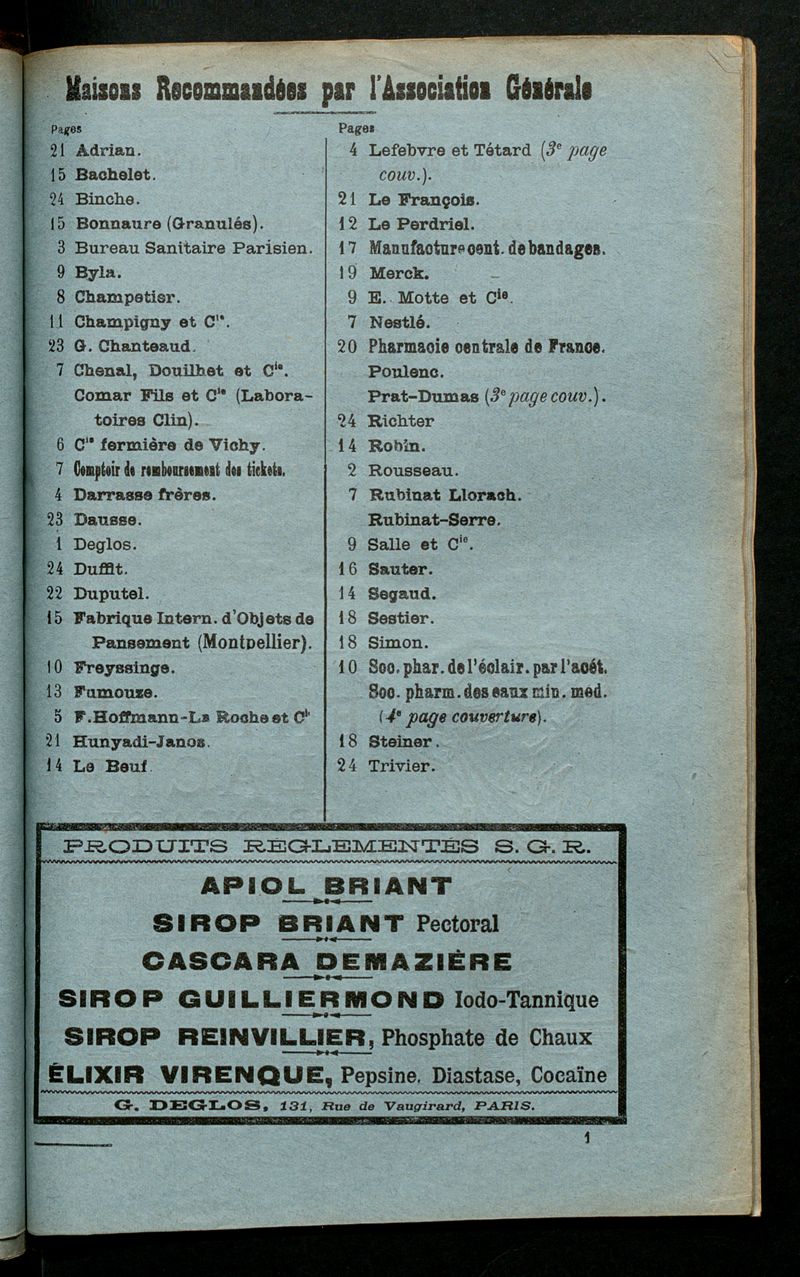 Maisons Recommandées par l'Association Générale
Pages
21 Adrian.
15 Bachelet.
24 Binche.
15 Bonnaure (Granulés).
3 Bureau Sanitaire Parisien.
9 Byla.
8 Champetier.
11 Champigny et Cie.
23 G. Chanteaud.
7 Chenal, Douilhet et Cie.
Comar Fils et Cie (Labora-
toires Clin).
6 Cie fermière de Vichy.
7 Comptoir de remboursement des tickets.
4 Darrasse frères.
23 Dausse.
1 Deglos.
24 Dufflt.
22 Duputel.
15 Fabrique Intern. d'Objets de
Pansement (Montpellier).
10 Freyssinge.
13 Fumouze.
5 F. Hoffmann-La Roche et Cie
21 Hunyadi-Janos.
14 Le Beuf
Pages
4 Lefebvre et Tétard (3e page
couv.).
21 Le François.
12 Le Perdriel.
17 Manufacture cent. de bandages.
19 Merck.
9 E. Motte et Cie.
7 Nestlé.
20 Pharmacie centrale de France.
Poulenc.
Prat-Dumas (3e page couv.).
24 Richter
14 Robin.
2 Rousseau.
7 Rubinat Llorach.
Rubinat-Serre.
9 Salle et Cie.
16 Sauter.
14 Segaud.
18 Sestier.
18 Simon.
10 Soc. phar. de l'éclair. par l'acét.
Soc. pharm. des eaux min. med.
(4e page couverture).
18 Steiner.
24 Trivier.
PRODUITS RÉGLEMENTÉS S. G. R.
APIOL BRIANT
SIROP BRIANT Pectoral
CASCARA DEMAZIÈRE
SIROP GUILLIERMOND Iodo-Tannique
SIROP REINVILLIER, Phosphate de Chaux
ÉLIXIR VIRENQUE, Pepsine, Diastase, Cocaïne
G. DEGLOS, 131, Rue de Vaugirard, PARIS.
1